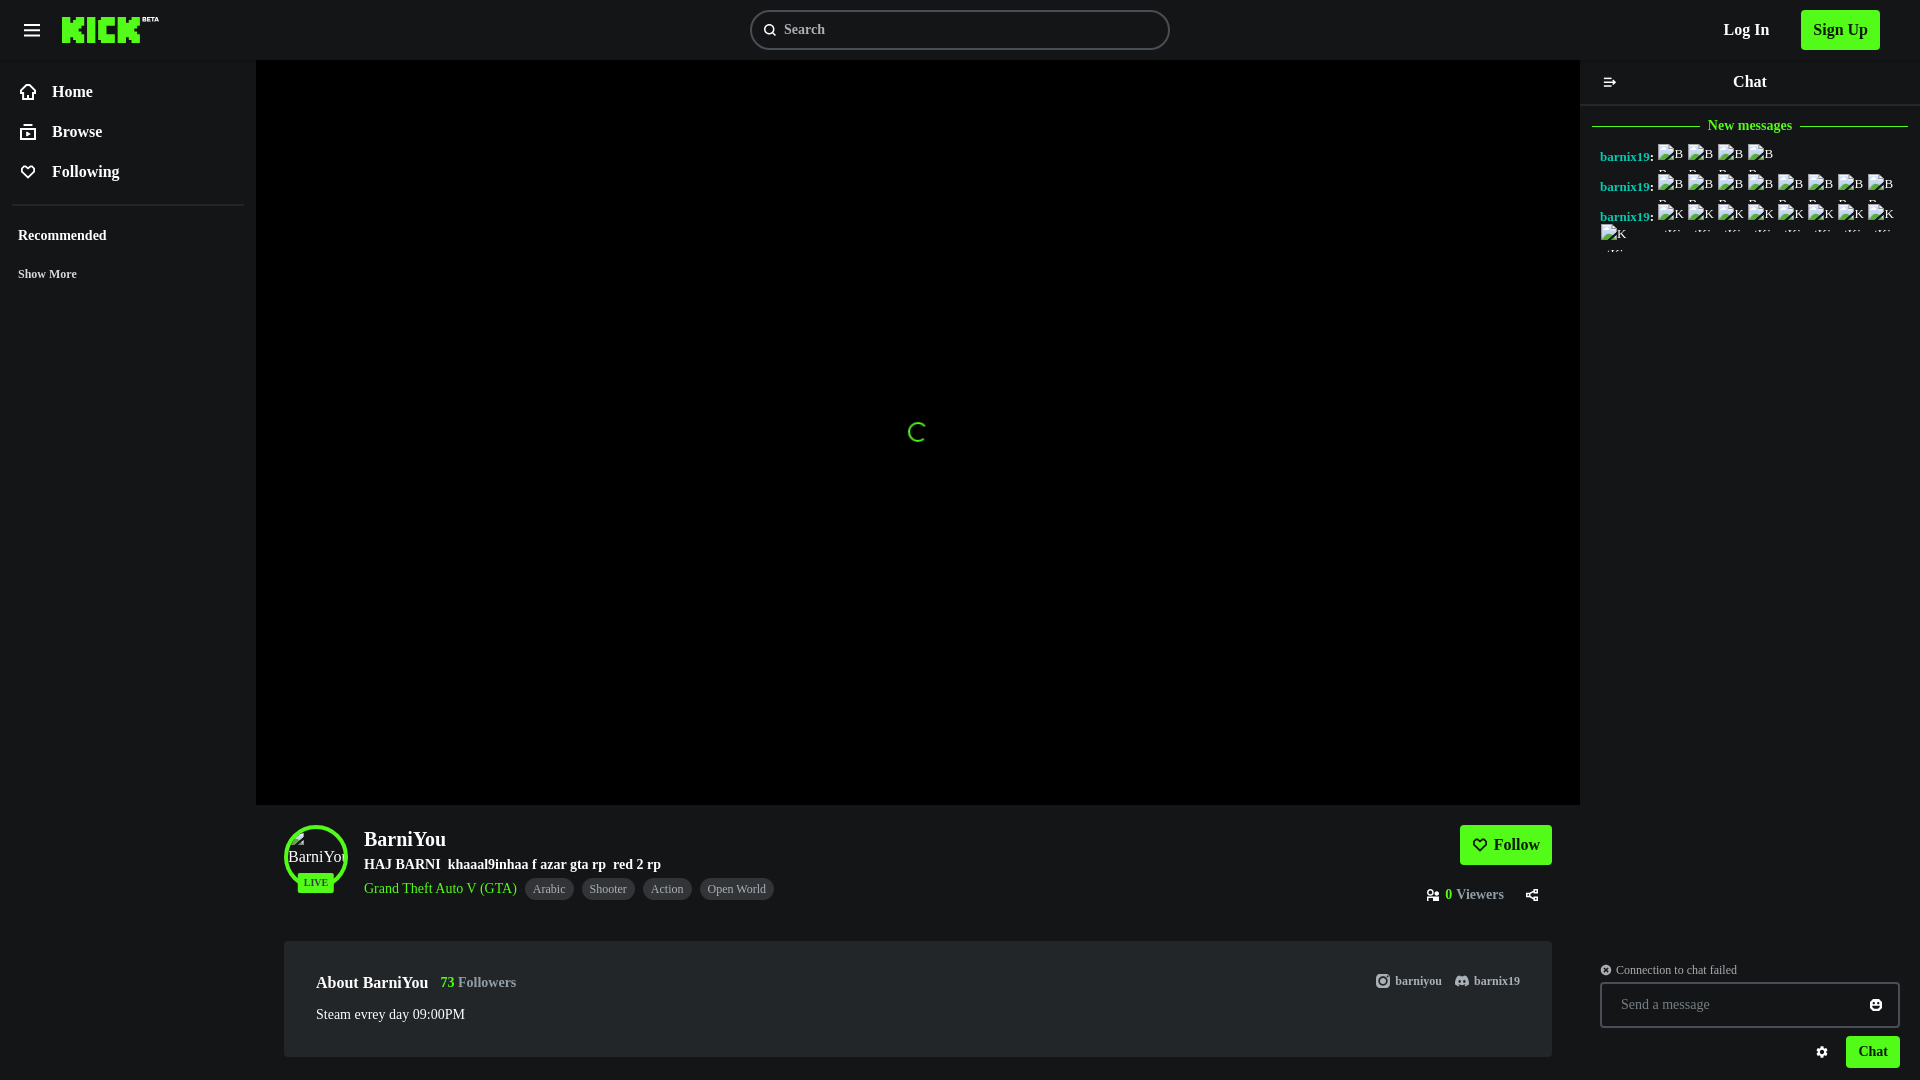 KICK BETA
Search
Log In
Sign Up
Home
Browse
Following
Recommended
Show More
Chat
New messages
barnix19: B B B B
barnix19: B B B B B B B B
barnix19: K K K K K K K K
K
BarniYou
LIVE
BarniYou
HAJ BARNI khaaal9inhaa f azar gta rp red 2 rp
Grand Theft Auto V (GTA) Arabic Shooter Action Open World
Follow
0 Viewers
About BarniYou 73 Followers
barniyou barnix19
Steam evrey day 09:00PM
Connection to chat failed
Send a message
Chat